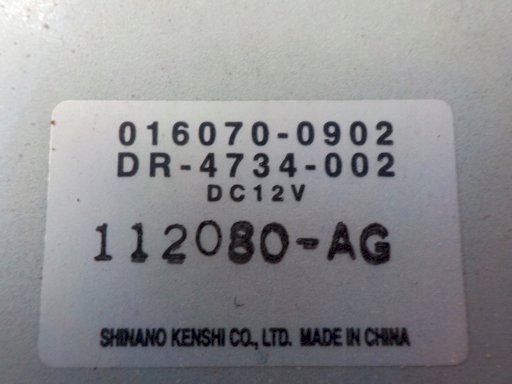 016070-0902
DR-4734-002
DC12V
112080-AG
SHINANO KENSHI CO., LTD. MADE IN CHINA